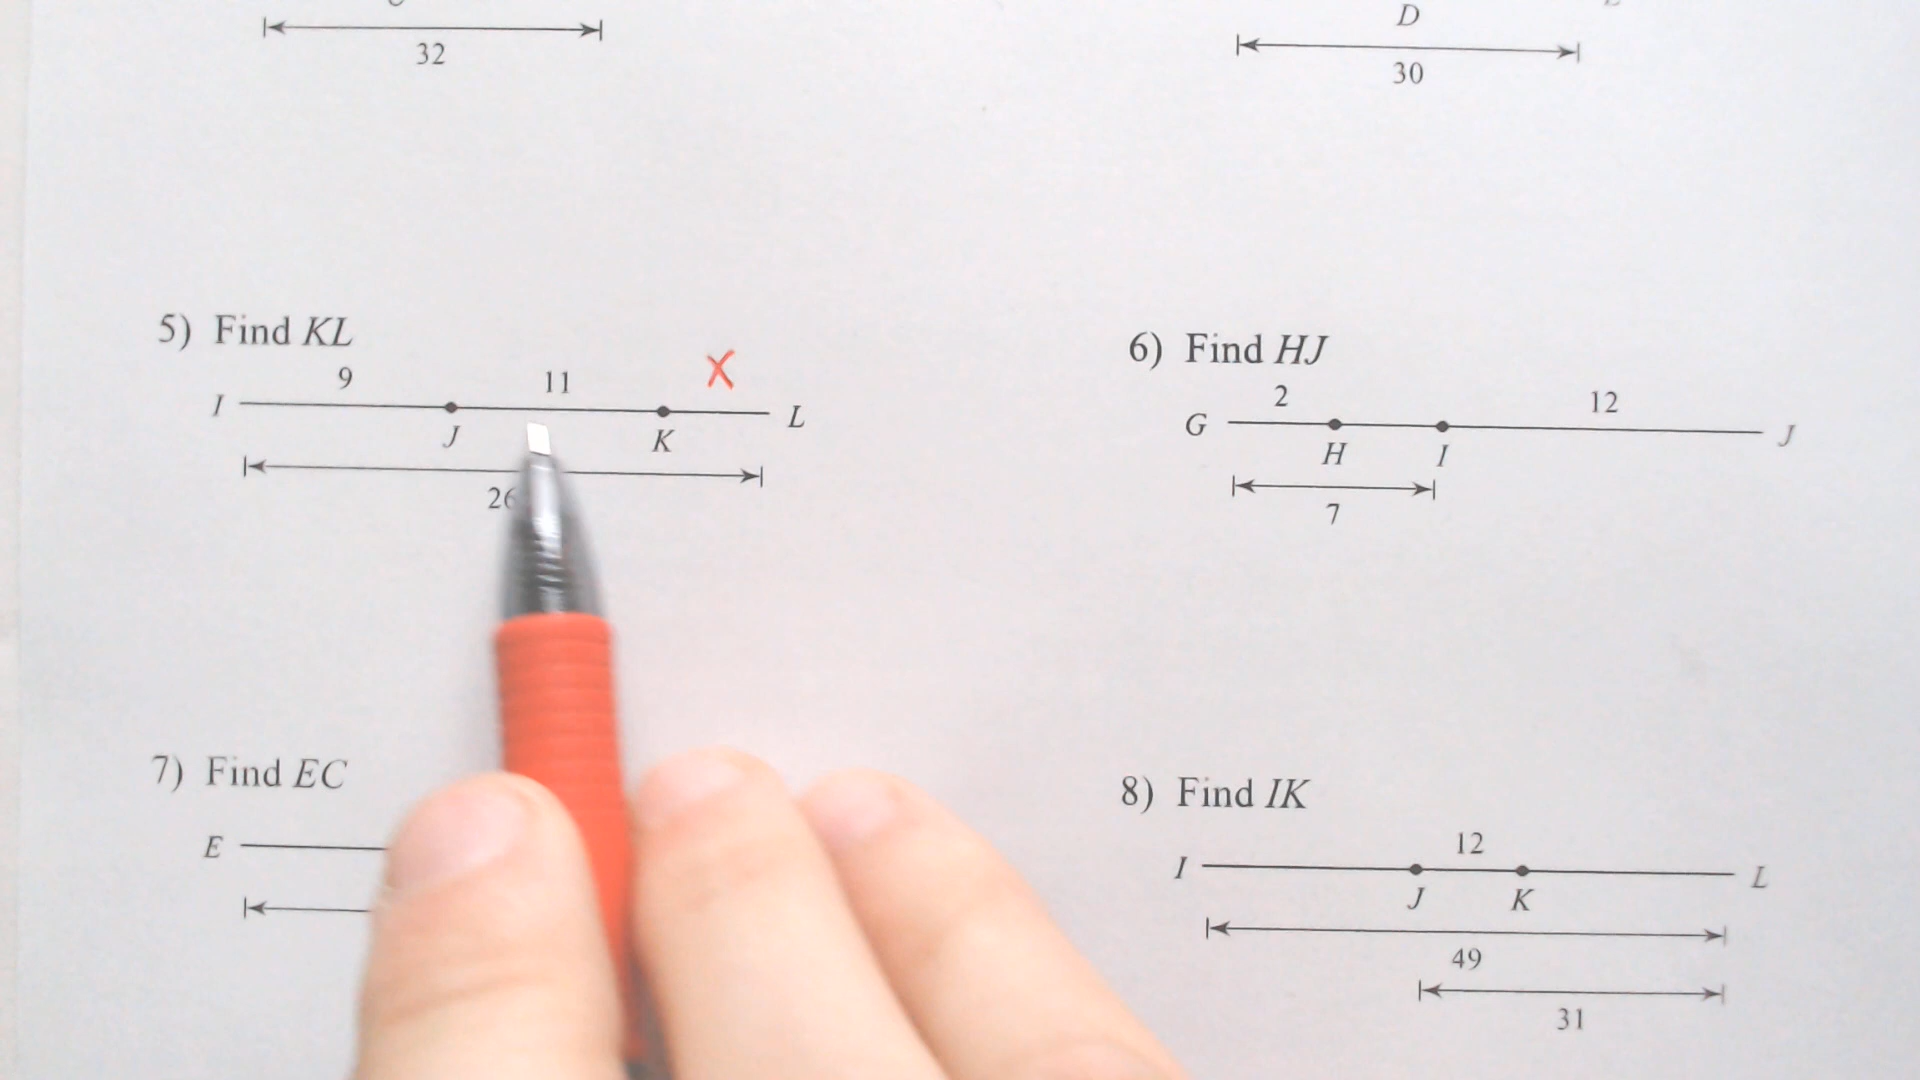 32
D
30
5) Find KL
9 11 X
I J K L
6) Find HJ
2 12
G H I J
7
7) Find EC
E
8) Find IK
12
I J K L
49
31